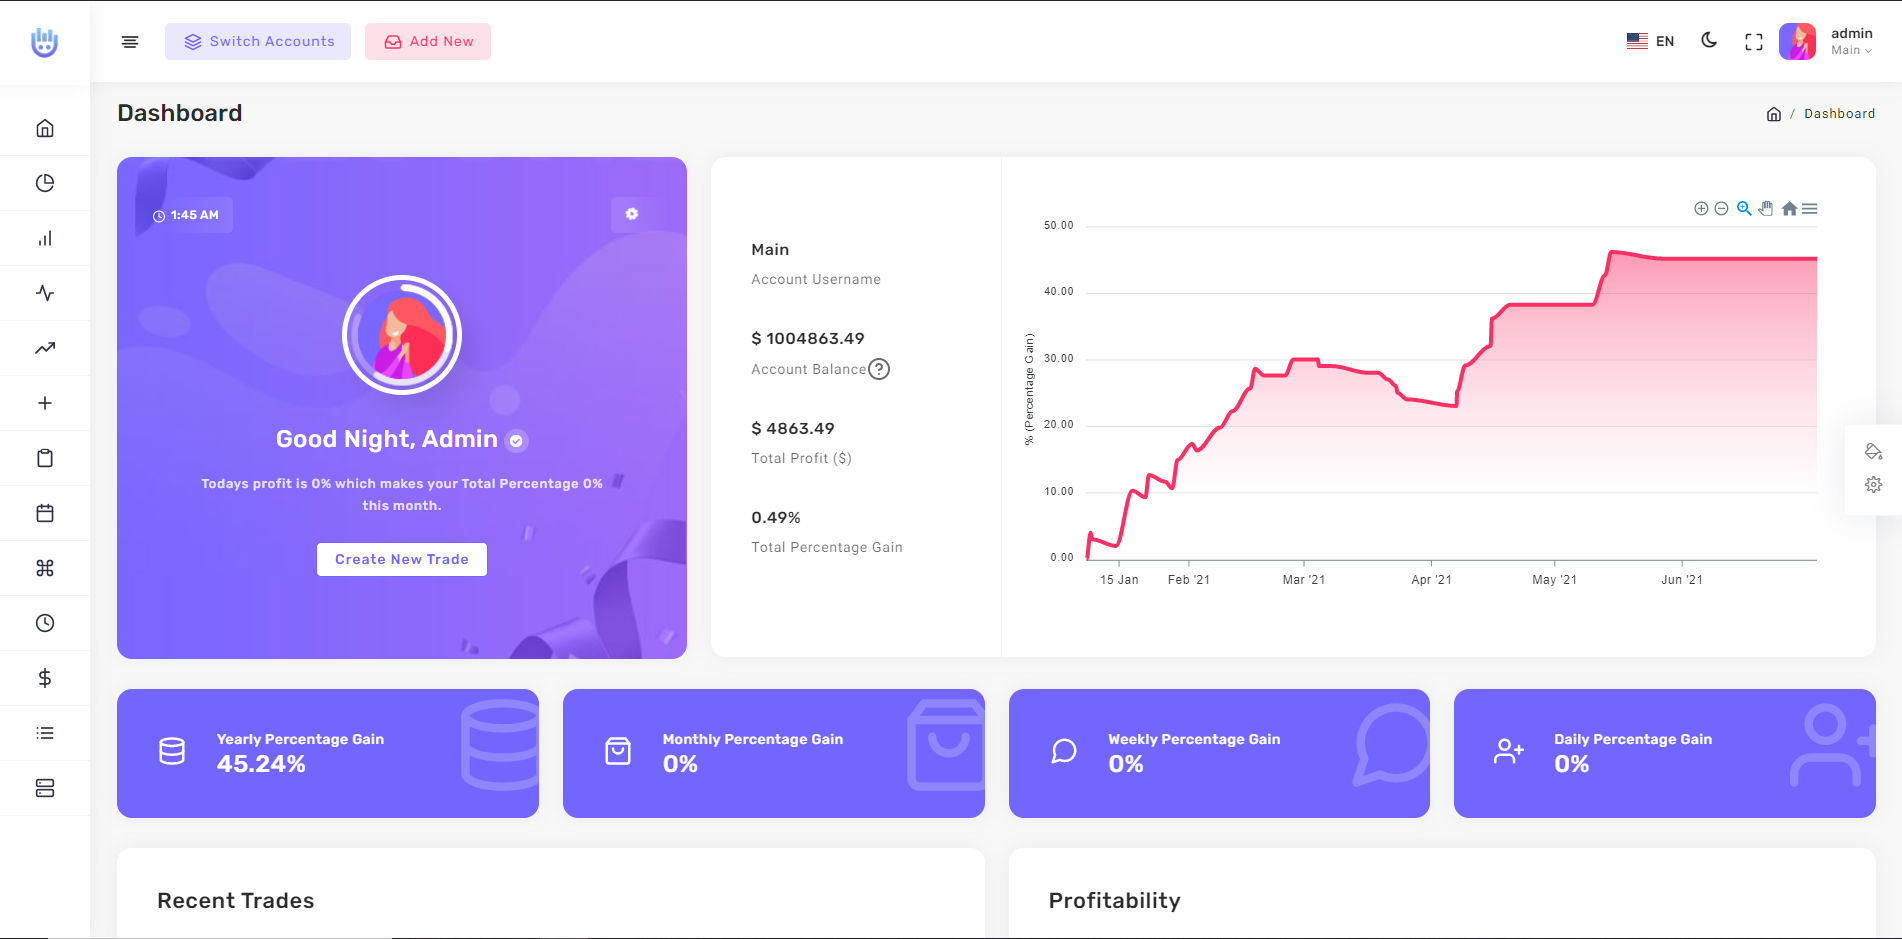 Switch Accounts
Add New
EN
admin
Main
Dashboard
/ Dashboard
1:45 AM
Good Night, Admin
Todays profit is 0% which makes your Total Percentage 0%
this month.
Create New Trade
Main
Account Username
$ 1004863.49
Account Balance
$ 4863.49
Total Profit ($)
0.49%
Total Percentage Gain
% (Percentage Gain)
50.00
40.00
30.00
20.00
10.00
0.00
15 Jan
Feb '21
Mar '21
Apr '21
May '21
Jun '21
Yearly Percentage Gain
45.24%
Monthly Percentage Gain
0%
Weekly Percentage Gain
0%
Daily Percentage Gain
0%
Recent Trades
Profitability